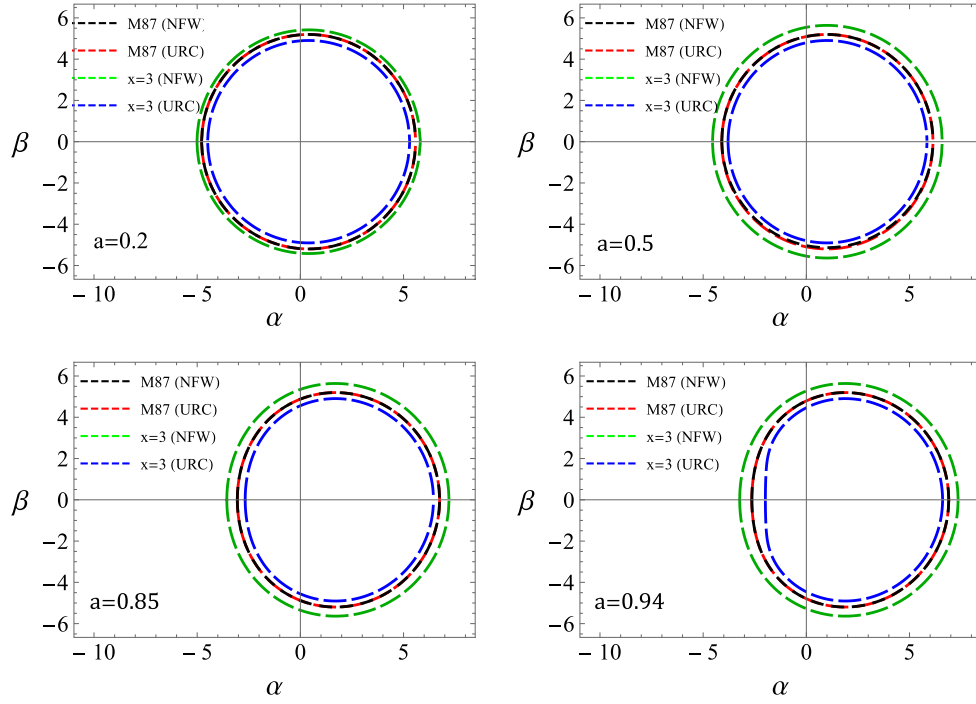 M87 (NFW)
M87 (URC)
x=3 (NFW)
x=3 (URC)
6
4
2
0
−2
−4
−6
β
a=0.2
−10
−5
0
5
α
M87 (NFW)
M87 (URC)
x=3 (NFW)
x=3 (URC)
6
4
2
0
−2
−4
−6
β
a=0.5
−10
−5
0
5
α
M87 (NFW)
M87 (URC)
x=3 (NFW)
x=3 (URC)
6
4
2
0
−2
−4
−6
β
a=0.85
−10
−5
0
5
α
M87 (NFW)
M87 (URC)
x=3 (NFW)
x=3 (URC)
6
4
2
0
−2
−4
−6
β
a=0.94
−10
−5
0
5
α